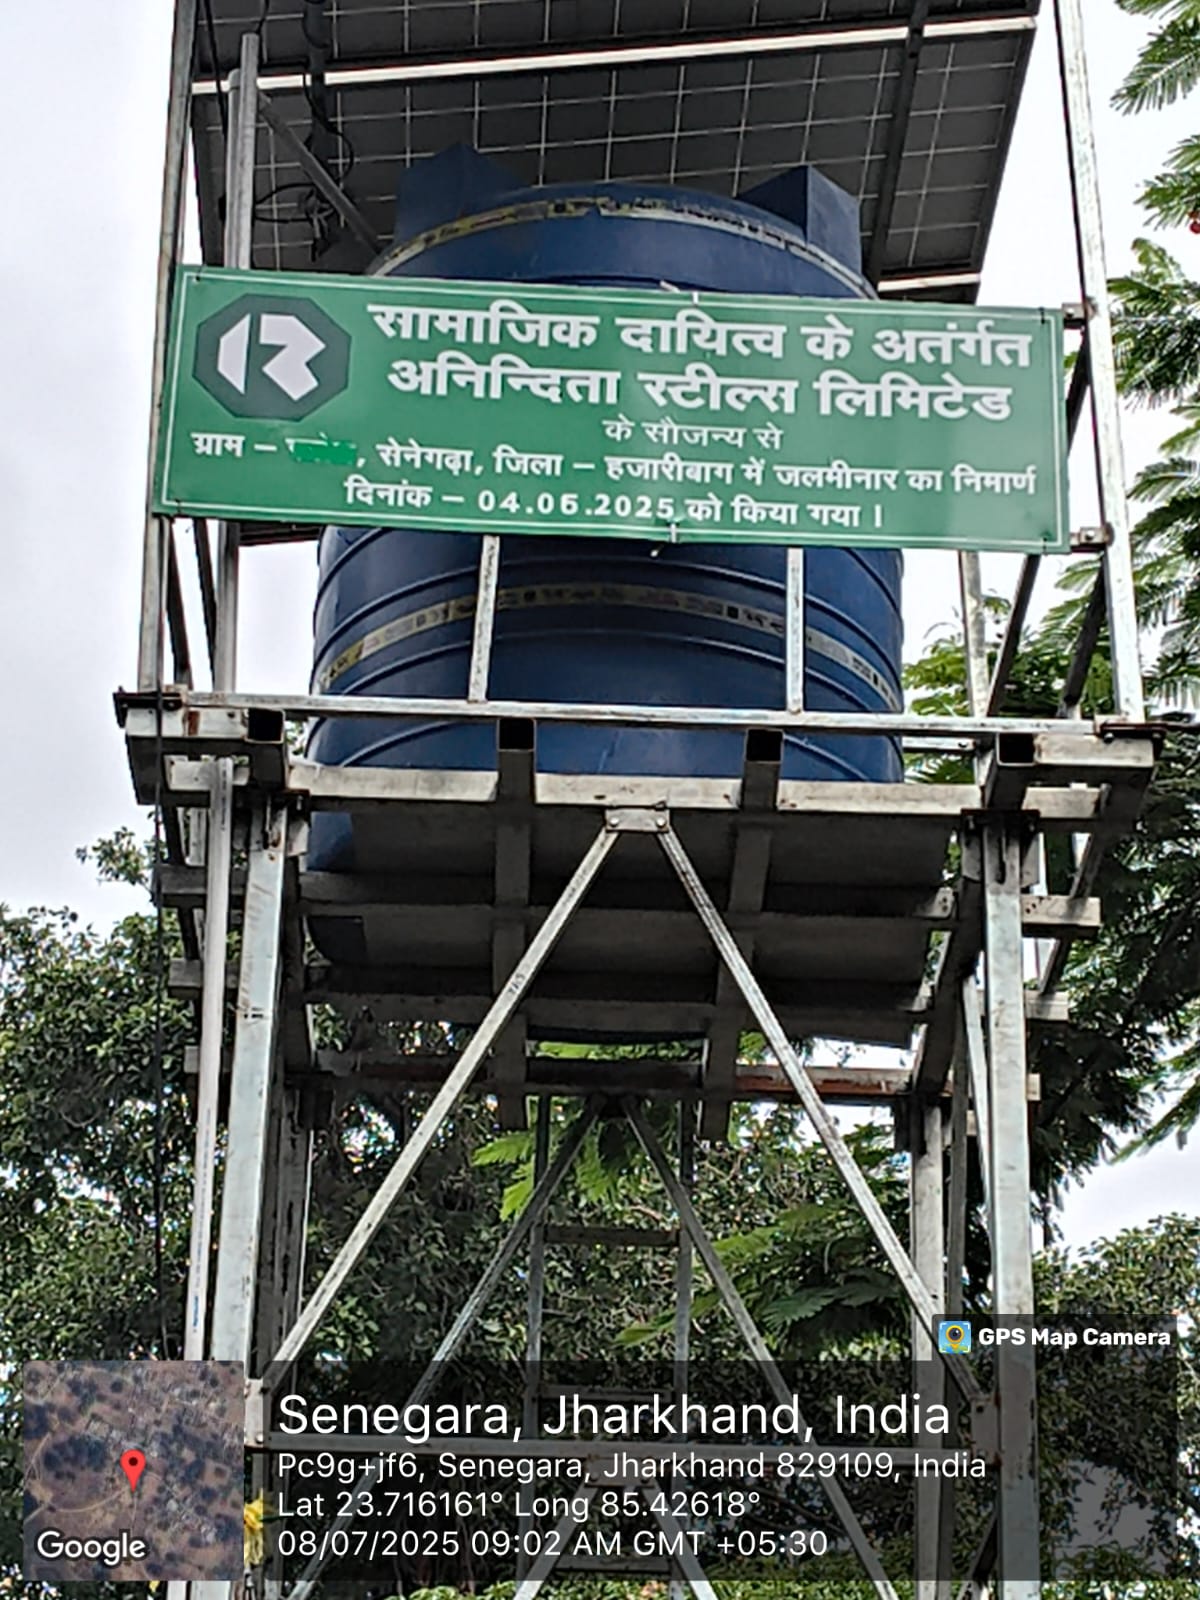 सामाजिक दायित्व के अतंर्गत
अनिन्दिता स्टील्स लिमिटेड
के सौजन्य से
ग्राम – , सेनेगढ़ा, जिला – हजारीबाग में जलमीनार का निमार्ण
दिनांक – 04.06.2025 को किया गया ।
GPS Map Camera
Senegara, Jharkhand, India
Pc9g+jf6, Senegara, Jharkhand 829109, India
Lat 23.716161° Long 85.42618°
08/07/2025 09:02 AM GMT +05:30
Google